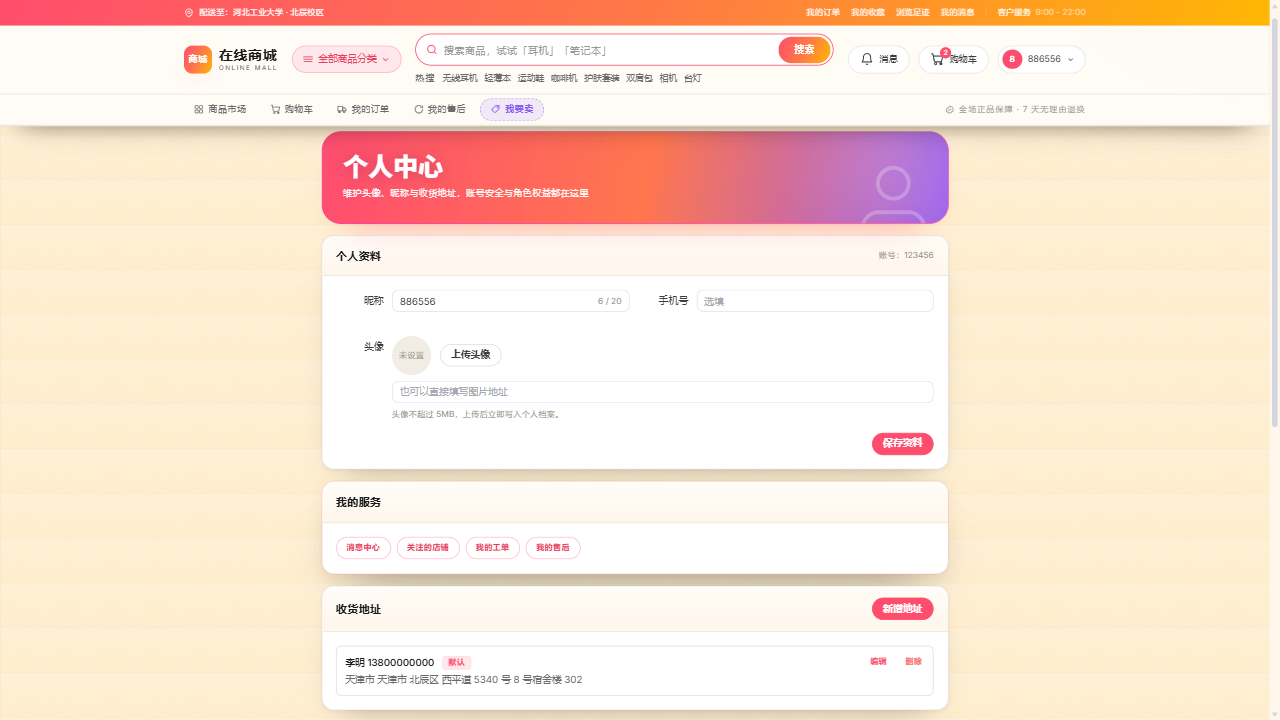 配送至：河北工业大学 · 北辰校区
我的订单 我的收藏 浏览足迹 我的消息 客户服务 9:00 – 22:00
商城 在线商城
ONLINE MALL
全部商品分类
搜索商品，试试「耳机」「笔记本」
搜索
消息
2
购物车
8 886556
热搜 无线耳机 轻薄本 运动鞋 咖啡机 护肤套装 双肩包 相机 台灯
商品市场 购物车 我的订单 我的售后 我要卖
全场正品保障 · 7 天无理由退换
个人中心
维护头像、昵称与收货地址，账号安全与角色权益都在这里
个人资料
账号：123456
昵称 886556 6 / 20
手机号 选填
头像 未设置 上传头像
也可以直接填写图片地址
头像不超过 5MB，上传后立即写入个人档案。
保存资料
我的服务
消息中心 关注的店铺 我的工单 我的售后
收货地址
新增地址
李明 13800000000 默认
编辑 删除
天津市 天津市 北辰区 西平道 5340 号 8 号宿舍楼 302